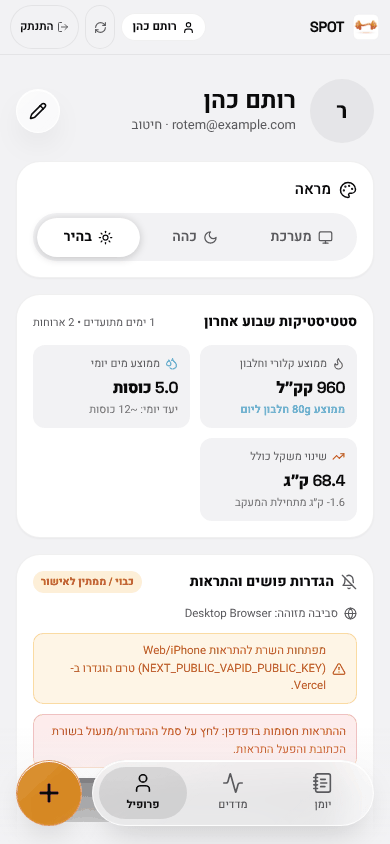 SPOT
רותם כהן
התנתק
ר
רותם כהן
rotem@example.com · חיטוב
מראה
מערכת
כהה
בהיר
סטטיסטיקות שבוע אחרון
1 ימים מתועדים • 2 ארוחות
ממוצע קלורי וחלבון
960 קק״ל
ממוצע 80g חלבון ליום
ממוצע מים יומי
5.0 כוסות
יעד יומי: ~12 כוסות
שינוי משקל כולל
68.4 ק״ג
-1.6 ק״ג מתחילת המעקב
הגדרות פושים והתראות
כבוי / ממתין לאישור
סביבה מזוהה: Desktop Browser
מפתחות השרת להתראות Web/iPhone
(NEXT_PUBLIC_VAPID_PUBLIC_KEY) טרם הוגדרו ב-
Vercel.
ההתראות חסומות בדפדפן: לחץ על סמל ההגדרות/מנעול בשורת
הכתובת והפעל התראות.
יומן
מדדים
פרופיל